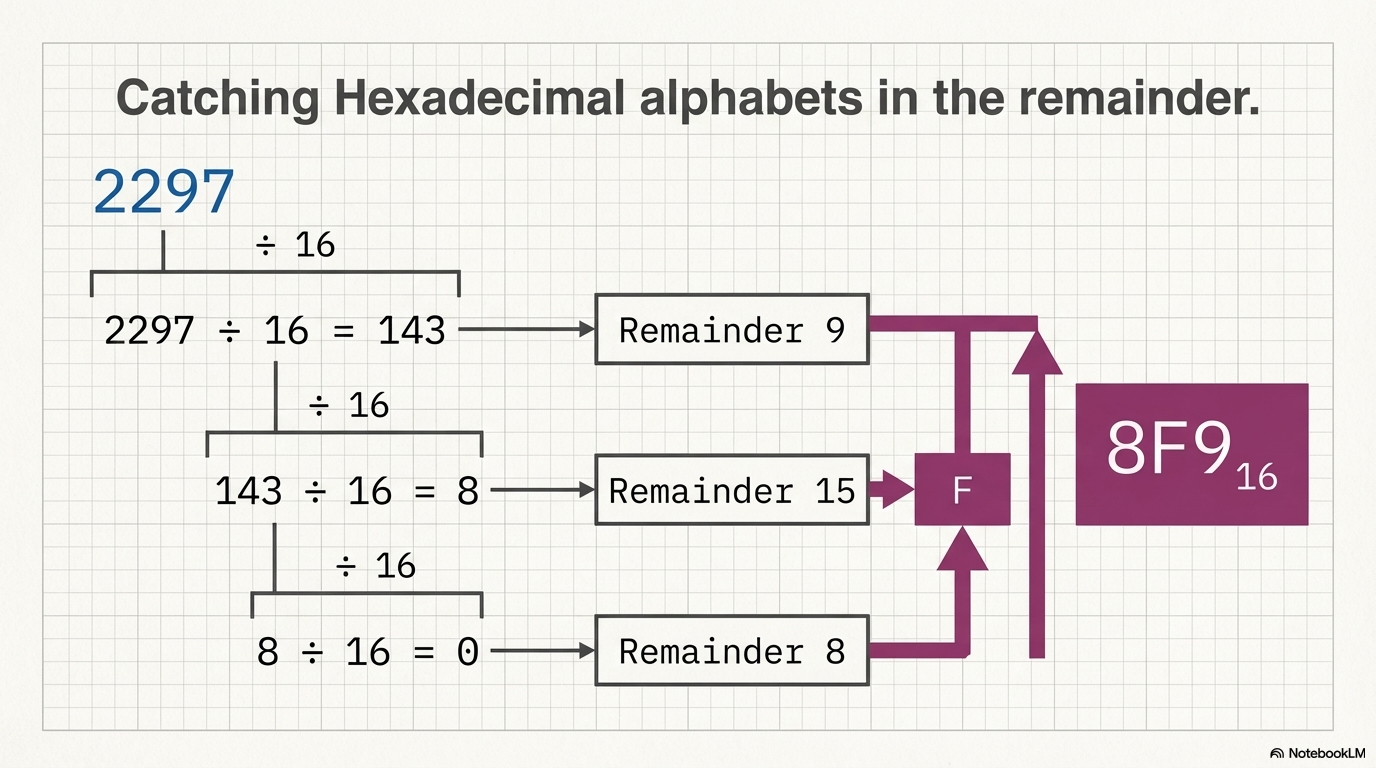 Catching Hexadecimal alphabets in the remainder.
2297
÷ 16
2297 ÷ 16 = 143
Remainder 9
÷ 16
143 ÷ 16 = 8
Remainder 15
F
8F9₁₆
÷ 16
8 ÷ 16 = 0
Remainder 8
NotebookLM